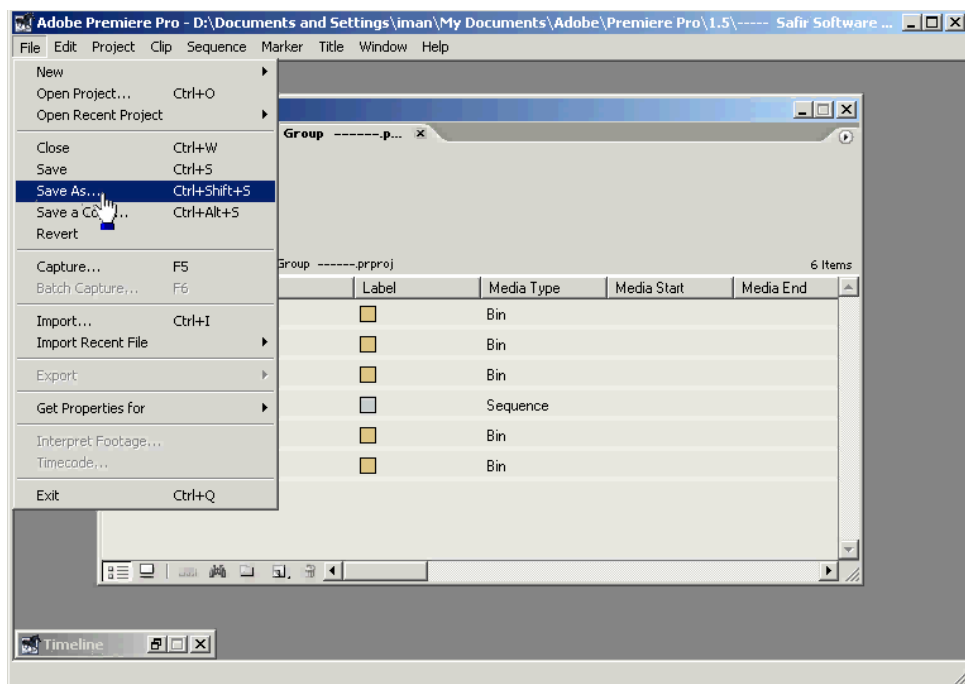 Adobe Premiere Pro - D:\Documents and Settings\iman\My Documents\Adobe\Premiere Pro\1.5\----- Safir Software ...
File Edit Project Clip Sequence Marker Title Window Help
New
Open Project... Ctrl+O
Open Recent Project
Close Ctrl+W
Save Ctrl+S
Save As... Ctrl+Shift+S
Save a Ctrl+Alt+S
Revert
Capture... F5
Batch Capture... F6
Import... Ctrl+I
Import Recent File
Export
Get Properties for
Interpret Footage...
Timecode...
Exit Ctrl+Q
Group ------.p... x
Group ------.prproj 6 Items
Label Media Type Media Start Media End
Bin
Bin
Bin
Sequence
Bin
Bin
Timeline